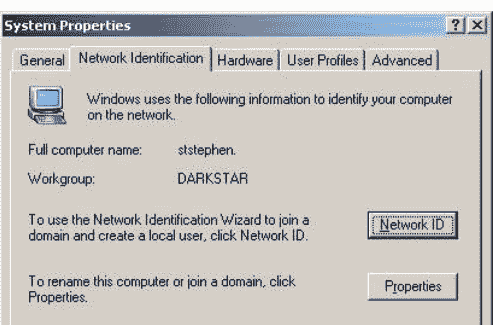 System Properties
General Network Identification Hardware User Profiles Advanced
Windows uses the following information to identify your computer
on the network.
Full computer name: ststephen.
Workgroup: DARKSTAR
To use the Network Identification Wizard to join a
domain and create a local user, click Network ID.
Network ID
To rename this computer or join a domain, click
Properties.
Properties